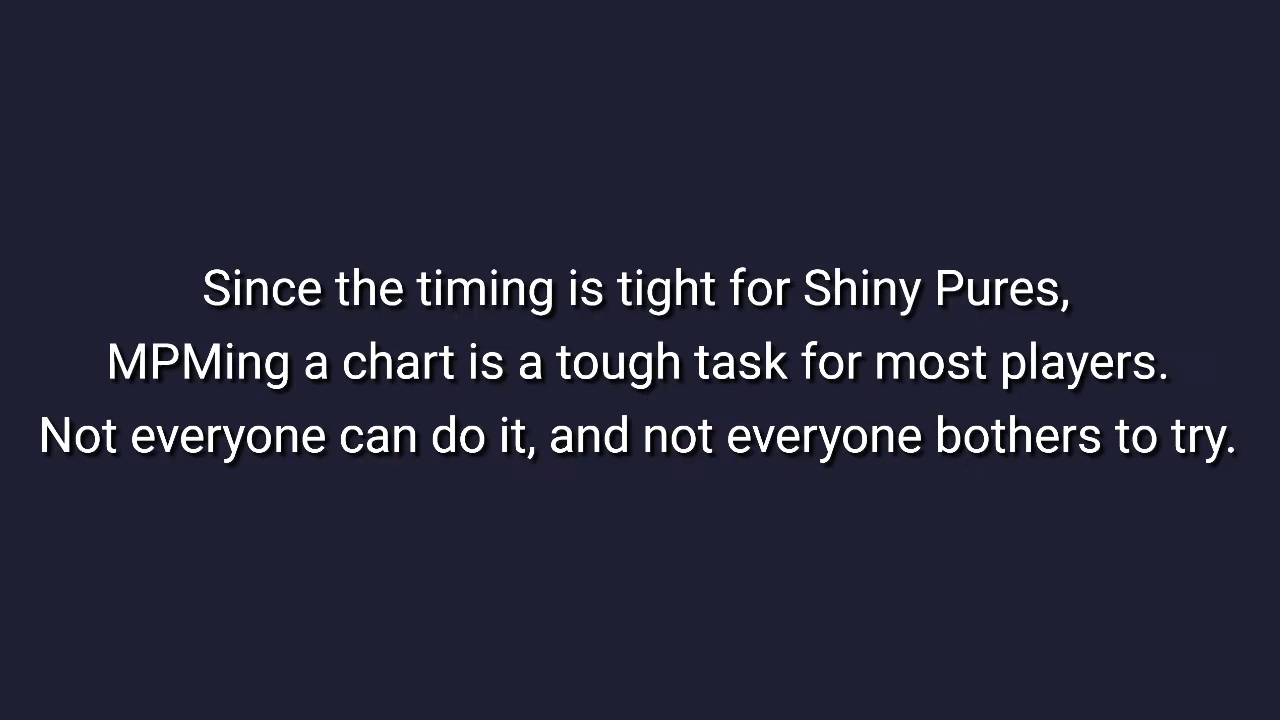 Since the timing is tight for Shiny Pures,
MPMing a chart is a tough task for most players.
Not everyone can do it, and not everyone bothers to try.